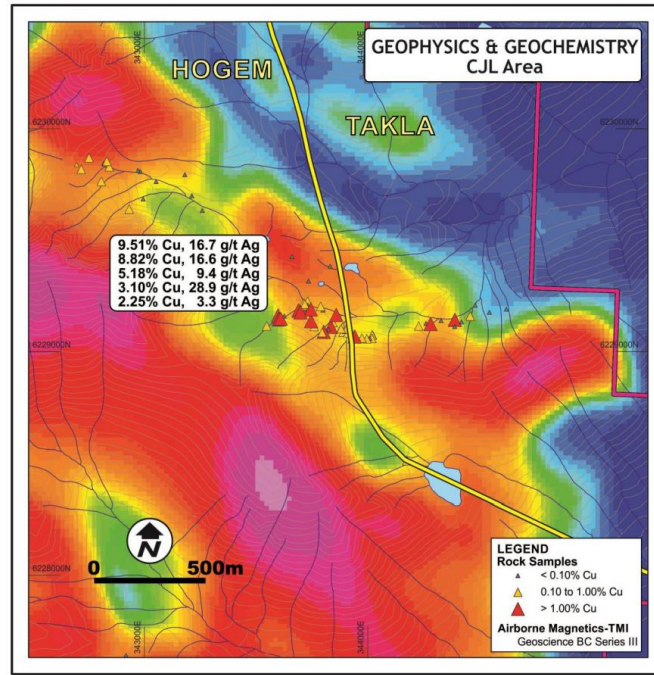 GEOPHYSICS & GEOCHEMISTRY
CJL Area
343000E
344000E
HOGEM
TAKLA
6230000N
6230000N
9.51% Cu, 16.7 g/t Ag
8.82% Cu, 16.6 g/t Ag
5.18% Cu, 9.4 g/t Ag
3.10% Cu, 28.9 g/t Ag
2.25% Cu, 3.3 g/t Ag
6229000N
6229000N
N
0 500m
6228000N
343000E
344000E
LEGEND
Rock Samples
< 0.10% Cu
0.10 to 1.00% Cu
> 1.00% Cu
Airborne Magnetics-TMI
Geoscience BC Series III